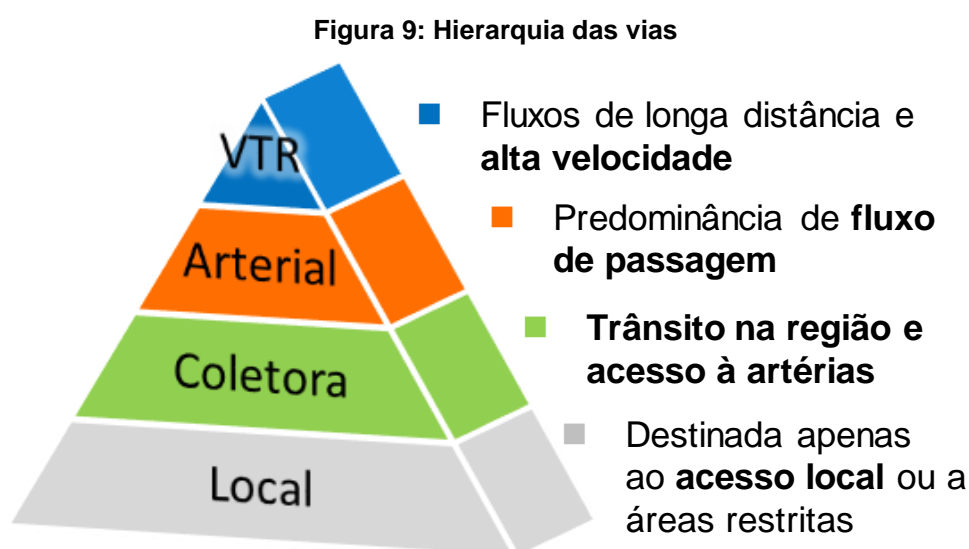 Figura 9: Hierarquia das vias
VTR
Fluxos de longa distância e
alta velocidade
Arterial
Predominância de fluxo
de passagem
Coletora
Trânsito na região e
acesso à artérias
Local
Destinada apenas
ao acesso local ou a
áreas restritas